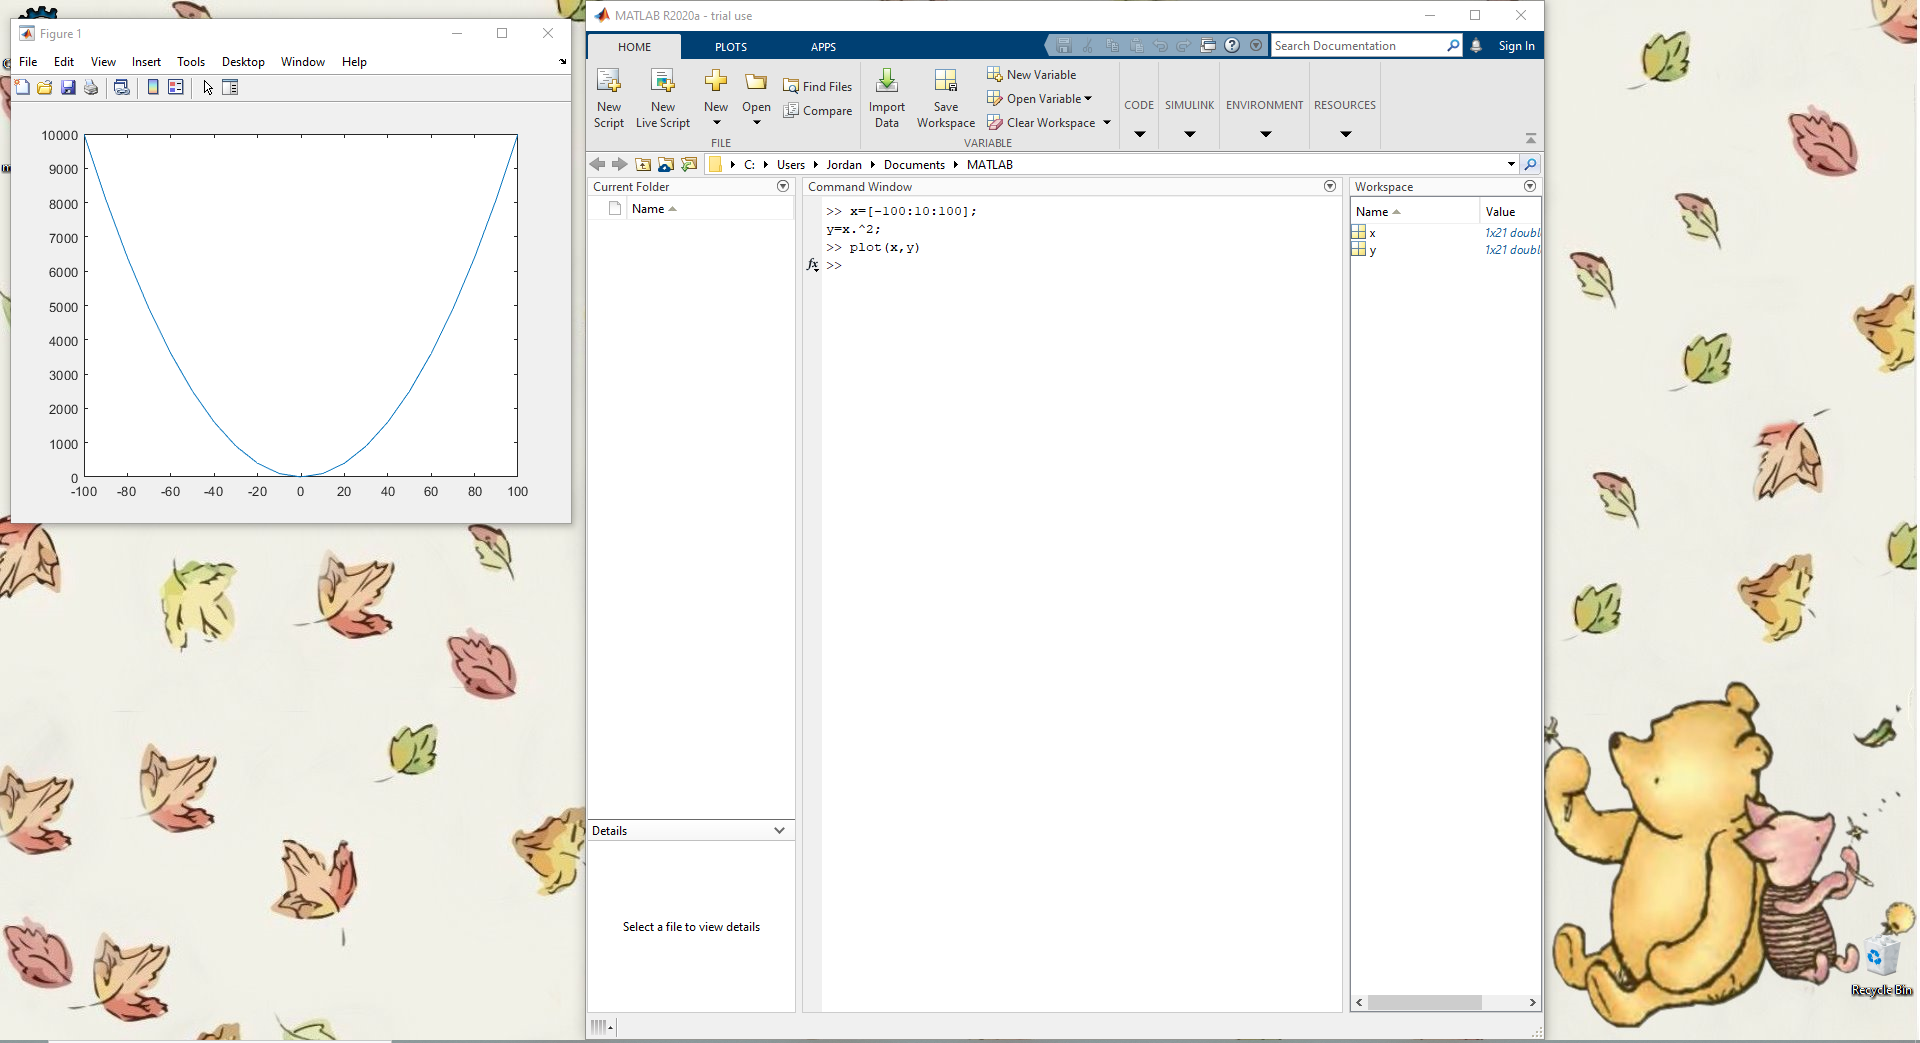 Figure 1
File Edit View Insert Tools Desktop Window Help
10000
9000
8000
7000
6000
5000
4000
3000
2000
1000
0
-100 -80 -60 -40 -20 0 20 40 60 80 100
MATLAB R2020a - trial use
HOME PLOTS APPS
Search Documentation
Sign In
New Script
New Live Script
New
Open
Find Files
Compare
FILE
Import Data
Save Workspace
New Variable
Open Variable
Clear Workspace
VARIABLE
CODE
SIMULINK
ENVIRONMENT
RESOURCES
C: Users Jordan Documents MATLAB
Current Folder
Name
Details
Select a file to view details
Command Window
>> x=[-100:10:100];
y=x.^2;
>> plot(x,y)
fx >>
Workspace
Name Value
x 1x21 doubl
y 1x21 doubl
Recycle Bin